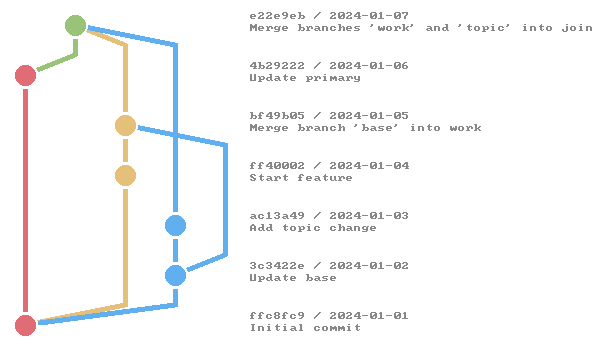 e22e9eb / 2024-01-07
Merge branches 'work' and 'topic' into join
4b29222 / 2024-01-06
Update primary
bf49b05 / 2024-01-05
Merge branch 'base' into work
ff40002 / 2024-01-04
Start feature
ac13a49 / 2024-01-03
Add topic change
3c3422e / 2024-01-02
Update base
ffc8fc9 / 2024-01-01
Initial commit